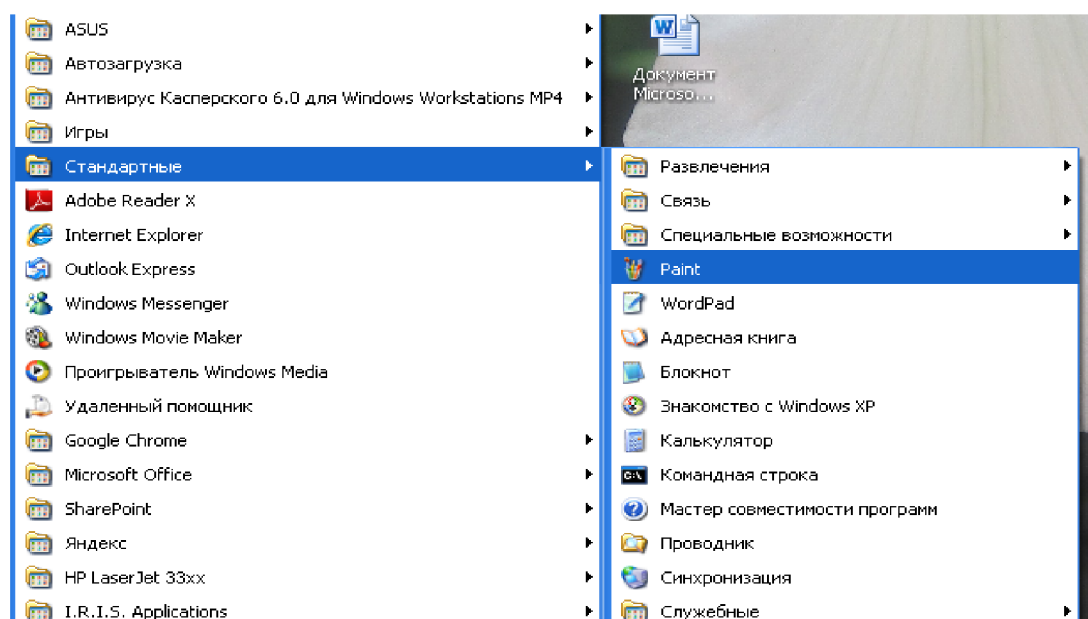 ASUS
Автозагрузка
Антивирус Касперского 6.0 для Windows Workstations MP4
Игры
Стандартные
Adobe Reader X
Internet Explorer
Outlook Express
Windows Messenger
Windows Movie Maker
Проигрыватель Windows Media
Удаленный помощник
Google Chrome
Microsoft Office
SharePoint
Яндекс
HP LaserJet 33xx
I.R.I.S. Applications
Документ
Microso...
Развлечения
Связь
Специальные возможности
Paint
WordPad
Адресная книга
Блокнот
Знакомство с Windows XP
Калькулятор
Командная строка
Мастер совместимости программ
Проводник
Синхронизация
Служебные